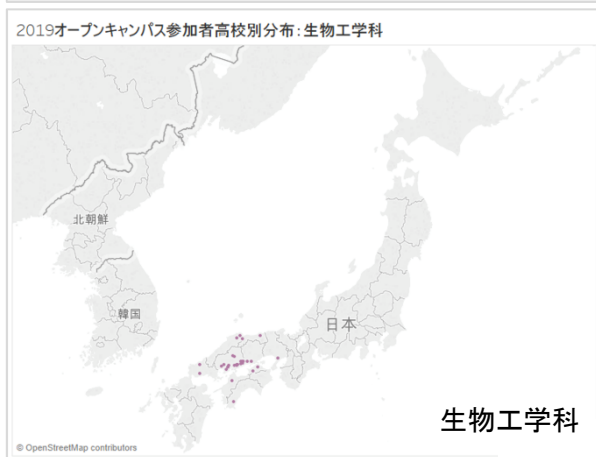 2019オープンキャンパス参加者高校別分布：生物工学科
北朝鮮
韓国
日本
生物工学科
© OpenStreetMap contributors